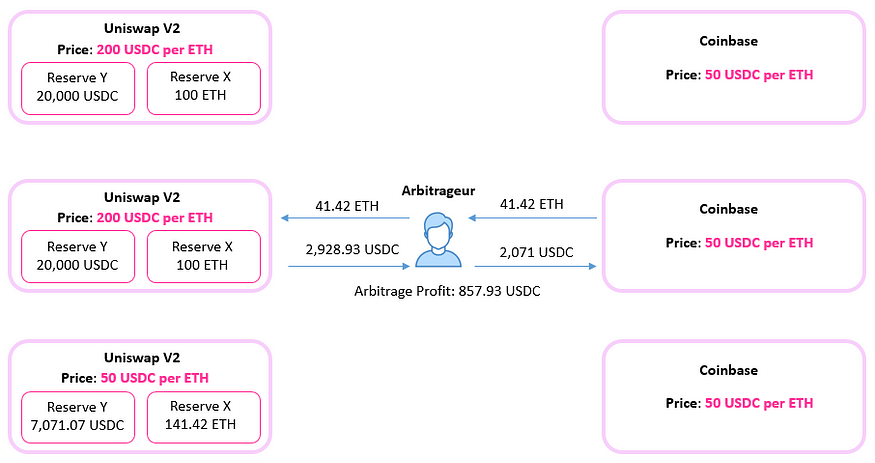 Uniswap V2
Price: 200 USDC per ETH
Reserve Y
20,000 USDC
Reserve X
100 ETH
Coinbase
Price: 50 USDC per ETH
Uniswap V2
Price: 200 USDC per ETH
Reserve Y
20,000 USDC
Reserve X
100 ETH
Arbitrageur
41.42 ETH
41.42 ETH
2,928.93 USDC
2,071 USDC
Arbitrage Profit: 857.93 USDC
Coinbase
Price: 50 USDC per ETH
Uniswap V2
Price: 50 USDC per ETH
Reserve Y
7,071.07 USDC
Reserve X
141.42 ETH
Coinbase
Price: 50 USDC per ETH